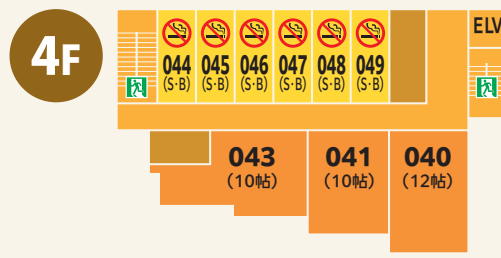 4F
ELV
044 045 046 047 048 049
(S·B) (S·B) (S·B) (S·B) (S·B) (S·B)
043 041 040
(10帖) (10帖) (12帖)